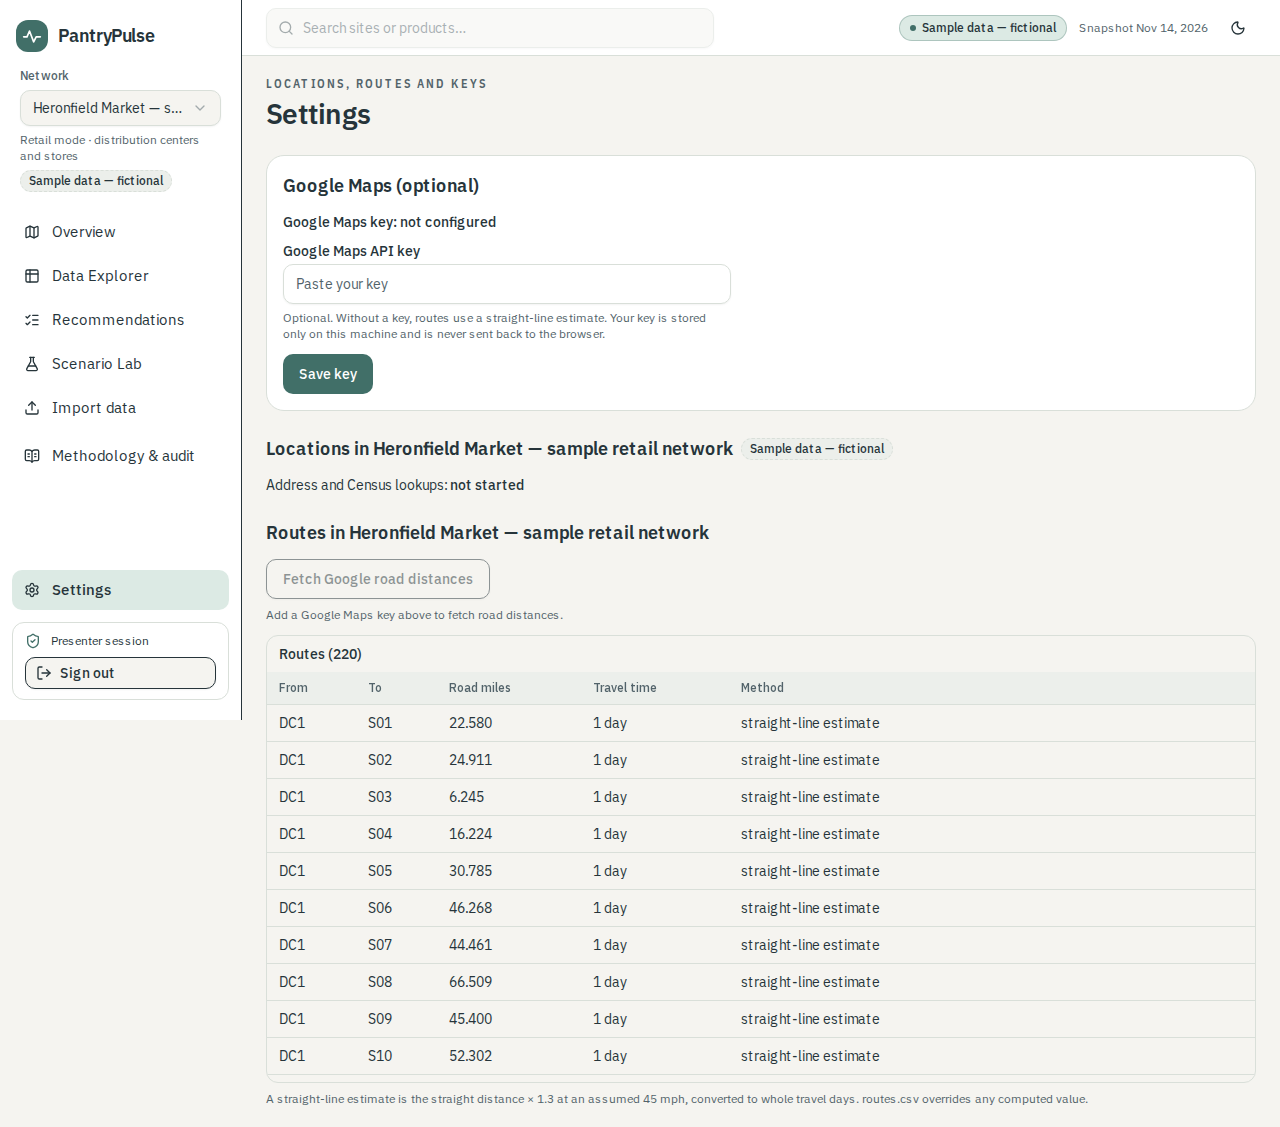 PantryPulse
Network
Heronfield Market — s...
Retail mode · distribution centers
and stores
Sample data — fictional
Overview
Data Explorer
Recommendations
Scenario Lab
Import data
Methodology & audit
Settings
Presenter session
Sign out
Search sites or products...
Sample data — fictional
Snapshot Nov 14, 2026
LOCATIONS, ROUTES AND KEYS
Settings
Google Maps (optional)
Google Maps key: not configured
Google Maps API key
Paste your key
Optional. Without a key, routes use a straight-line estimate. Your key is stored
only on this machine and is never sent back to the browser.
Save key
Locations in Heronfield Market — sample retail network Sample data — fictional
Address and Census lookups: not started
Routes in Heronfield Market — sample retail network
Fetch Google road distances
Add a Google Maps key above to fetch road distances.
Routes (220)
From To Road miles Travel time Method
DC1 S01 22.580 1 day straight-line estimate
DC1 S02 24.911 1 day straight-line estimate
DC1 S03 6.245 1 day straight-line estimate
DC1 S04 16.224 1 day straight-line estimate
DC1 S05 30.785 1 day straight-line estimate
DC1 S06 46.268 1 day straight-line estimate
DC1 S07 44.461 1 day straight-line estimate
DC1 S08 66.509 1 day straight-line estimate
DC1 S09 45.400 1 day straight-line estimate
DC1 S10 52.302 1 day straight-line estimate
A straight-line estimate is the straight distance × 1.3 at an assumed 45 mph, converted to whole travel days. routes.csv overrides any computed value.